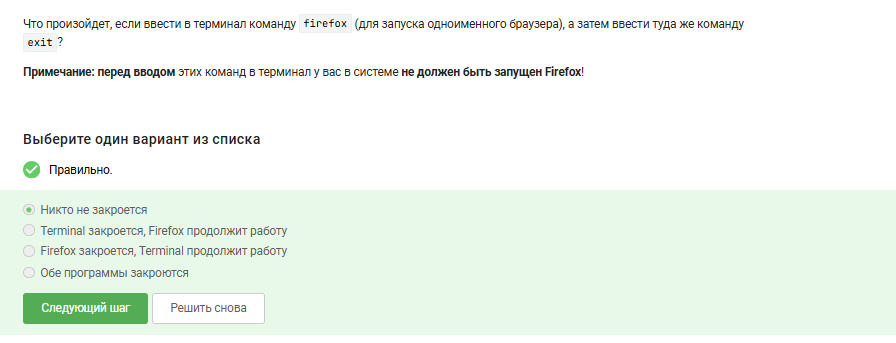 Что произойдет, если ввести в терминал команду firefox (для запуска одноименного браузера), а затем ввести туда же команду
exit ?
Примечание: перед вводом этих команд в терминал у вас в системе не должен быть запущен Firefox!
Выберите один вариант из списка
Правильно.
Никто не закроется
Terminal закроется, Firefox продолжит работу
Firefox закроется, Terminal продолжит работу
Обе программы закроются
Следующий шаг
Решить снова